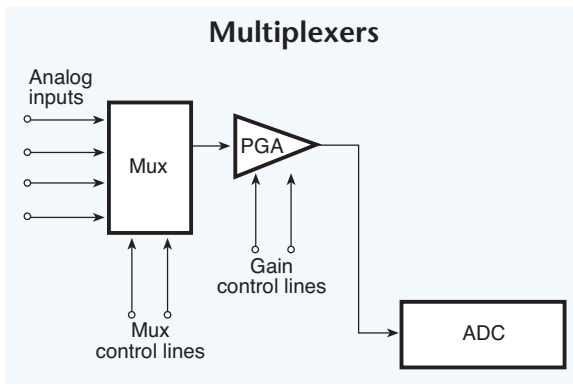 Multiplexers
Analog
inputs
Mux
PGA
Gain
control lines
Mux
control lines
ADC